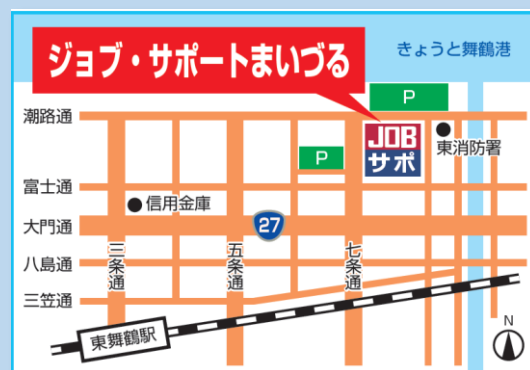 ジョブ・サポートまいづる
きょうと舞鶴港
P
潮路通
JOB
サポ
東消防署
P
富士通
信用金庫
大門通
27
八島通
三条通
五条通
七条通
三笠通
東舞鶴駅
N